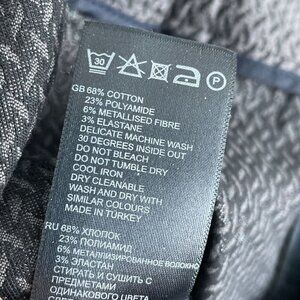 30 P
GB 68% COTTON
23% POLYAMIDE
6% METALLISED FIBRE
3% ELASTANE
DELICATE MACHINE WASH
30 DEGREES INSIDE OUT
DO NOT BLEACH
DO NOT TUMBLE DRY
COOL IRON
DRY CLEANABLE
WASH AND DRY WITH
SIMILAR COLOURS
MADE IN TURKEY
RU 68% ХЛОПОК
23% ПОЛИАМИД
6% МЕТАЛЛИЗИРОВАННОЕ ВОЛОКНО
3% ЭЛАСТАН
СТИРАТЬ И СУШИТЬ С
ПРЕДМЕТАМИ
ОДИНАКОВОГО ЦВЕТА